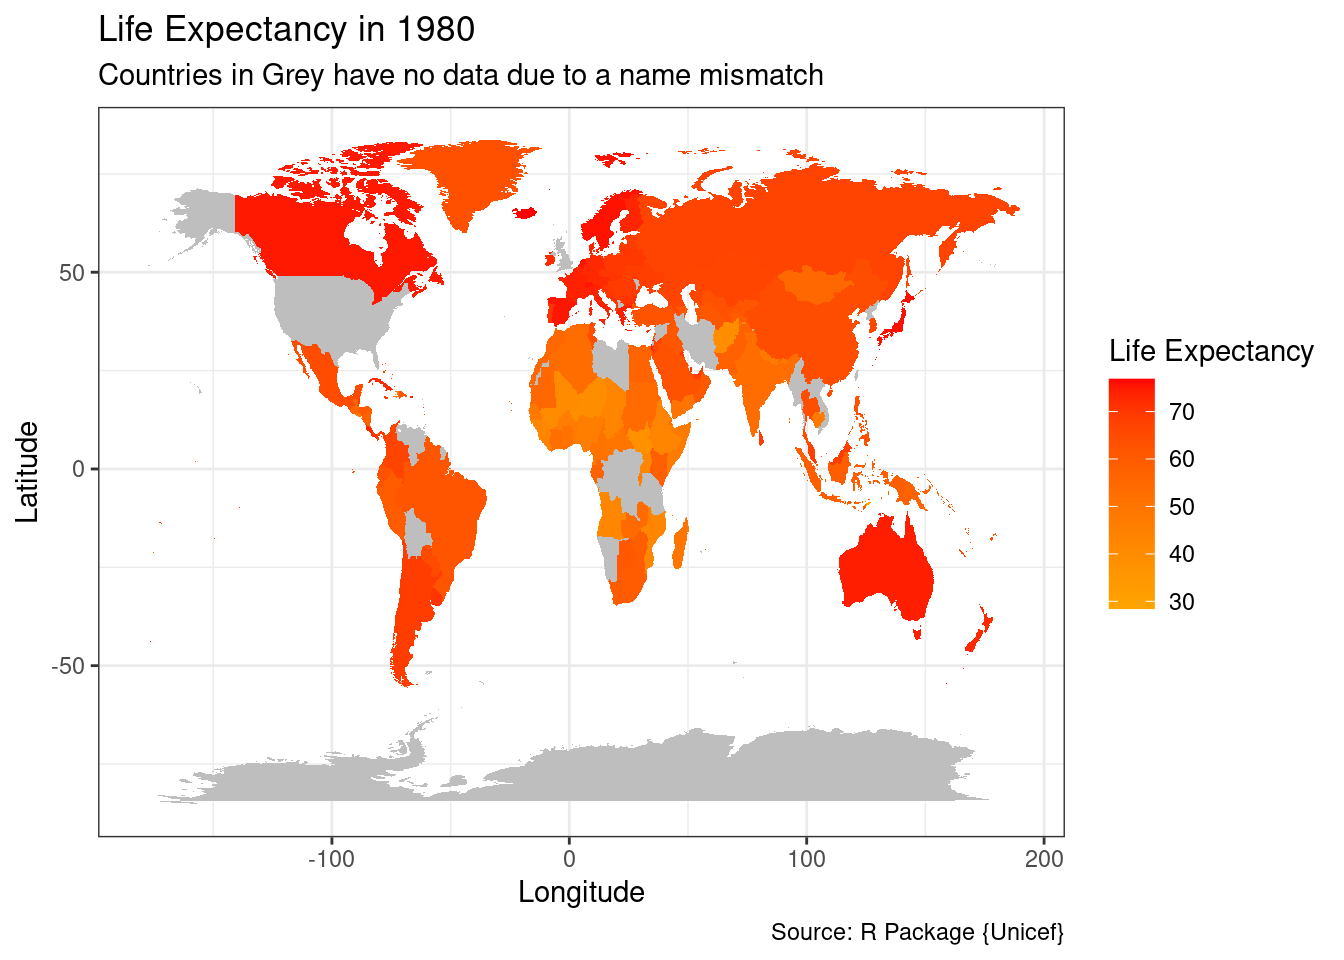 Life Expectancy in 1980
Countries in Grey have no data due to a name mismatch
Latitude
50
0
-50
-100
0
100
200
Longitude
Life Expectancy
70
60
50
40
30
Source: R Package {Unicef}